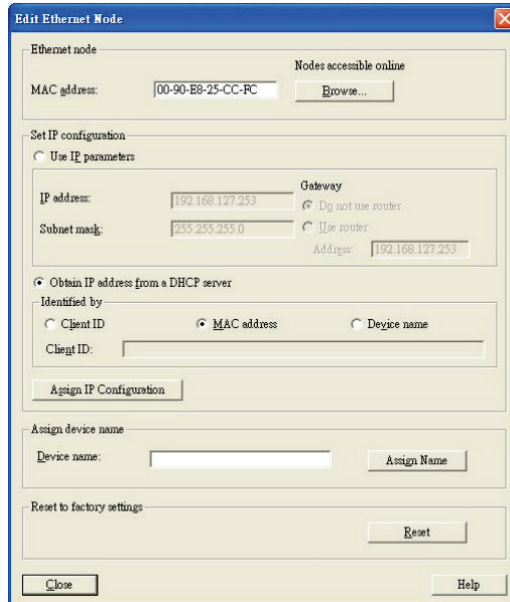 Edit Ethernet Node
Ethernet node
Nodes accessible online
MAC address: 00-90-E8-25-CC-FC Browse...
Set IP configuration
Use IP parameters
Gateway
IP address: 192.168.127.253 Do not use router
Subnet mask: 255.255.255.0 Use router
Address: 192.168.127.253
Obtain IP address from a DHCP server
Identified by
Client ID MAC address Device name
Client ID:
Assign IP Configuration
Assign device name
Device name: Assign Name
Reset to factory settings
Reset
Close Help